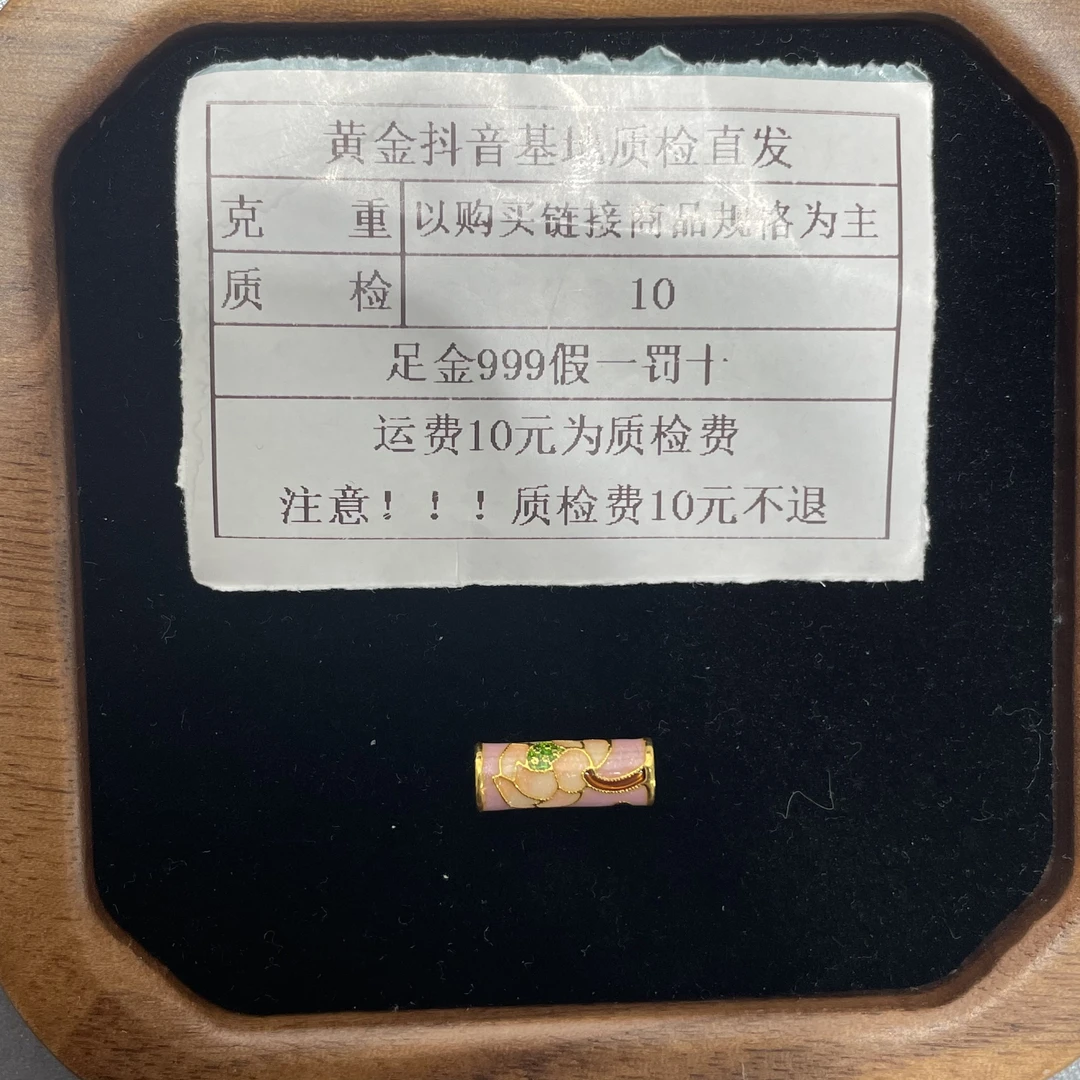 黄金抖音基地质检直发
克 重 以购买链接商品规格为主
质 检 10
足金999假一罚十
运费10元为质检费
注意！！！质检费10元不退